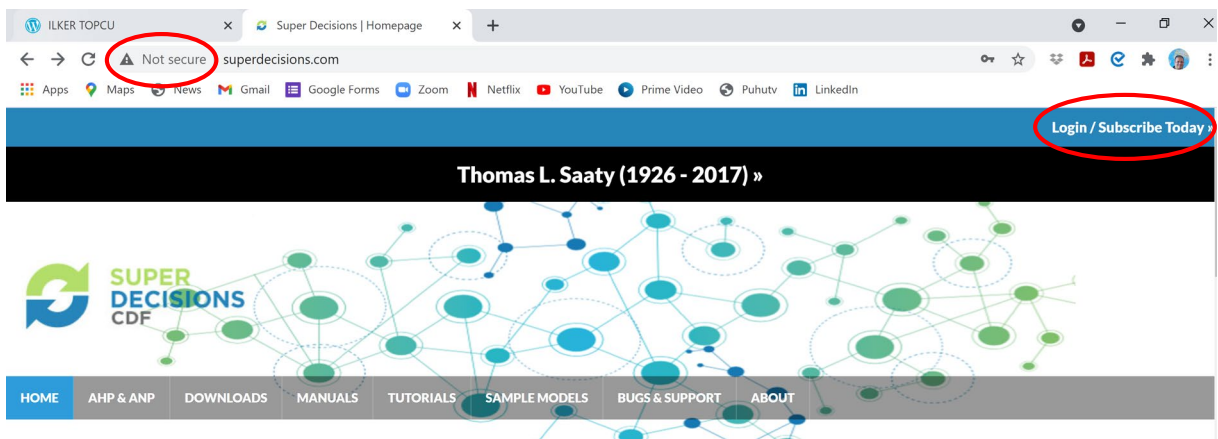 ILKER TOPCU
Super Decisions | Homepage
Not secure
superdecisions.com
Apps Maps News Gmail Google Forms Zoom Netflix YouTube Prime Video Puhutv LinkedIn
Login / Subscribe Today »
Thomas L. Saaty (1926 - 2017) »
SUPER
DECISIONS
CDF
HOME AHP & ANP DOWNLOADS MANUALS TUTORIALS SAMPLE MODELS BUGS & SUPPORT ABOUT